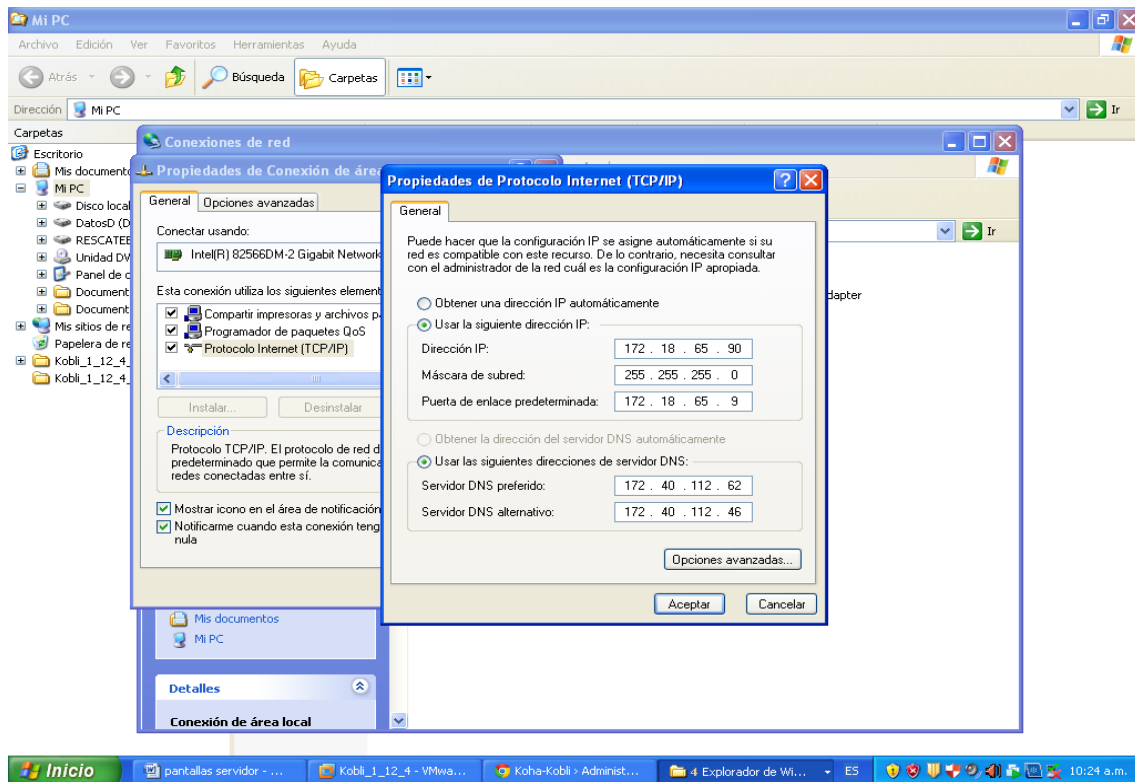 Mi PC
Archivo Edición Ver Favoritos Herramientas Ayuda
Atrás Búsqueda Carpetas
Dirección Mi PC Ir
Carpetas
Escritorio
Mis documento
Mi PC
Disco local
DatosD (D
RESCATEE
Unidad DV
Panel de c
Document
Document
Mis sitios de re
Papelera de re
Kobli_1_12_4_
Kobli_1_12_4_
Conexiones de red
Ir
dapter
Propiedades de Conexión de áre
General Opciones avanzadas
Conectar usando:
Intel(R) 82566DM-2 Gigabit Network
Esta conexión utiliza los siguientes element
Compartir impresoras y archivos p
Programador de paquetes QoS
Protocolo Internet (TCP/IP)
Instalar... Desinstalar
Descripción
Protocolo TCP/IP. El protocolo de red d
predeterminado que permite la comunica
redes conectadas entre sí.
Mostrar icono en el área de notificación
Notificarme cuando esta conexión teng
nula
Propiedades de Protocolo Internet (TCP/IP)
General
Puede hacer que la configuración IP se asigne automáticamente si su
red es compatible con este recurso. De lo contrario, necesita consultar
con el administrador de la red cuál es la configuración IP apropiada.
Obtener una dirección IP automáticamente
Usar la siguiente dirección IP:
Dirección IP: 172 . 18 . 65 . 90
Máscara de subred: 255 . 255 . 255 . 0
Puerta de enlace predeterminada: 172 . 18 . 65 . 9
Obtener la dirección del servidor DNS automáticamente
Usar las siguientes direcciones de servidor DNS:
Servidor DNS preferido: 172 . 40 . 112 . 62
Servidor DNS alternativo: 172 . 40 . 112 . 46
Opciones avanzadas...
Aceptar Cancelar
Mis documentos
Mi PC
Detalles
Conexión de área local
Inicio pantallas servidor - ... Kobli_1_12_4 - VMwa... Koha-Kobli > Administ... 4 Explorador de Wi... ES 10:24 a.m.